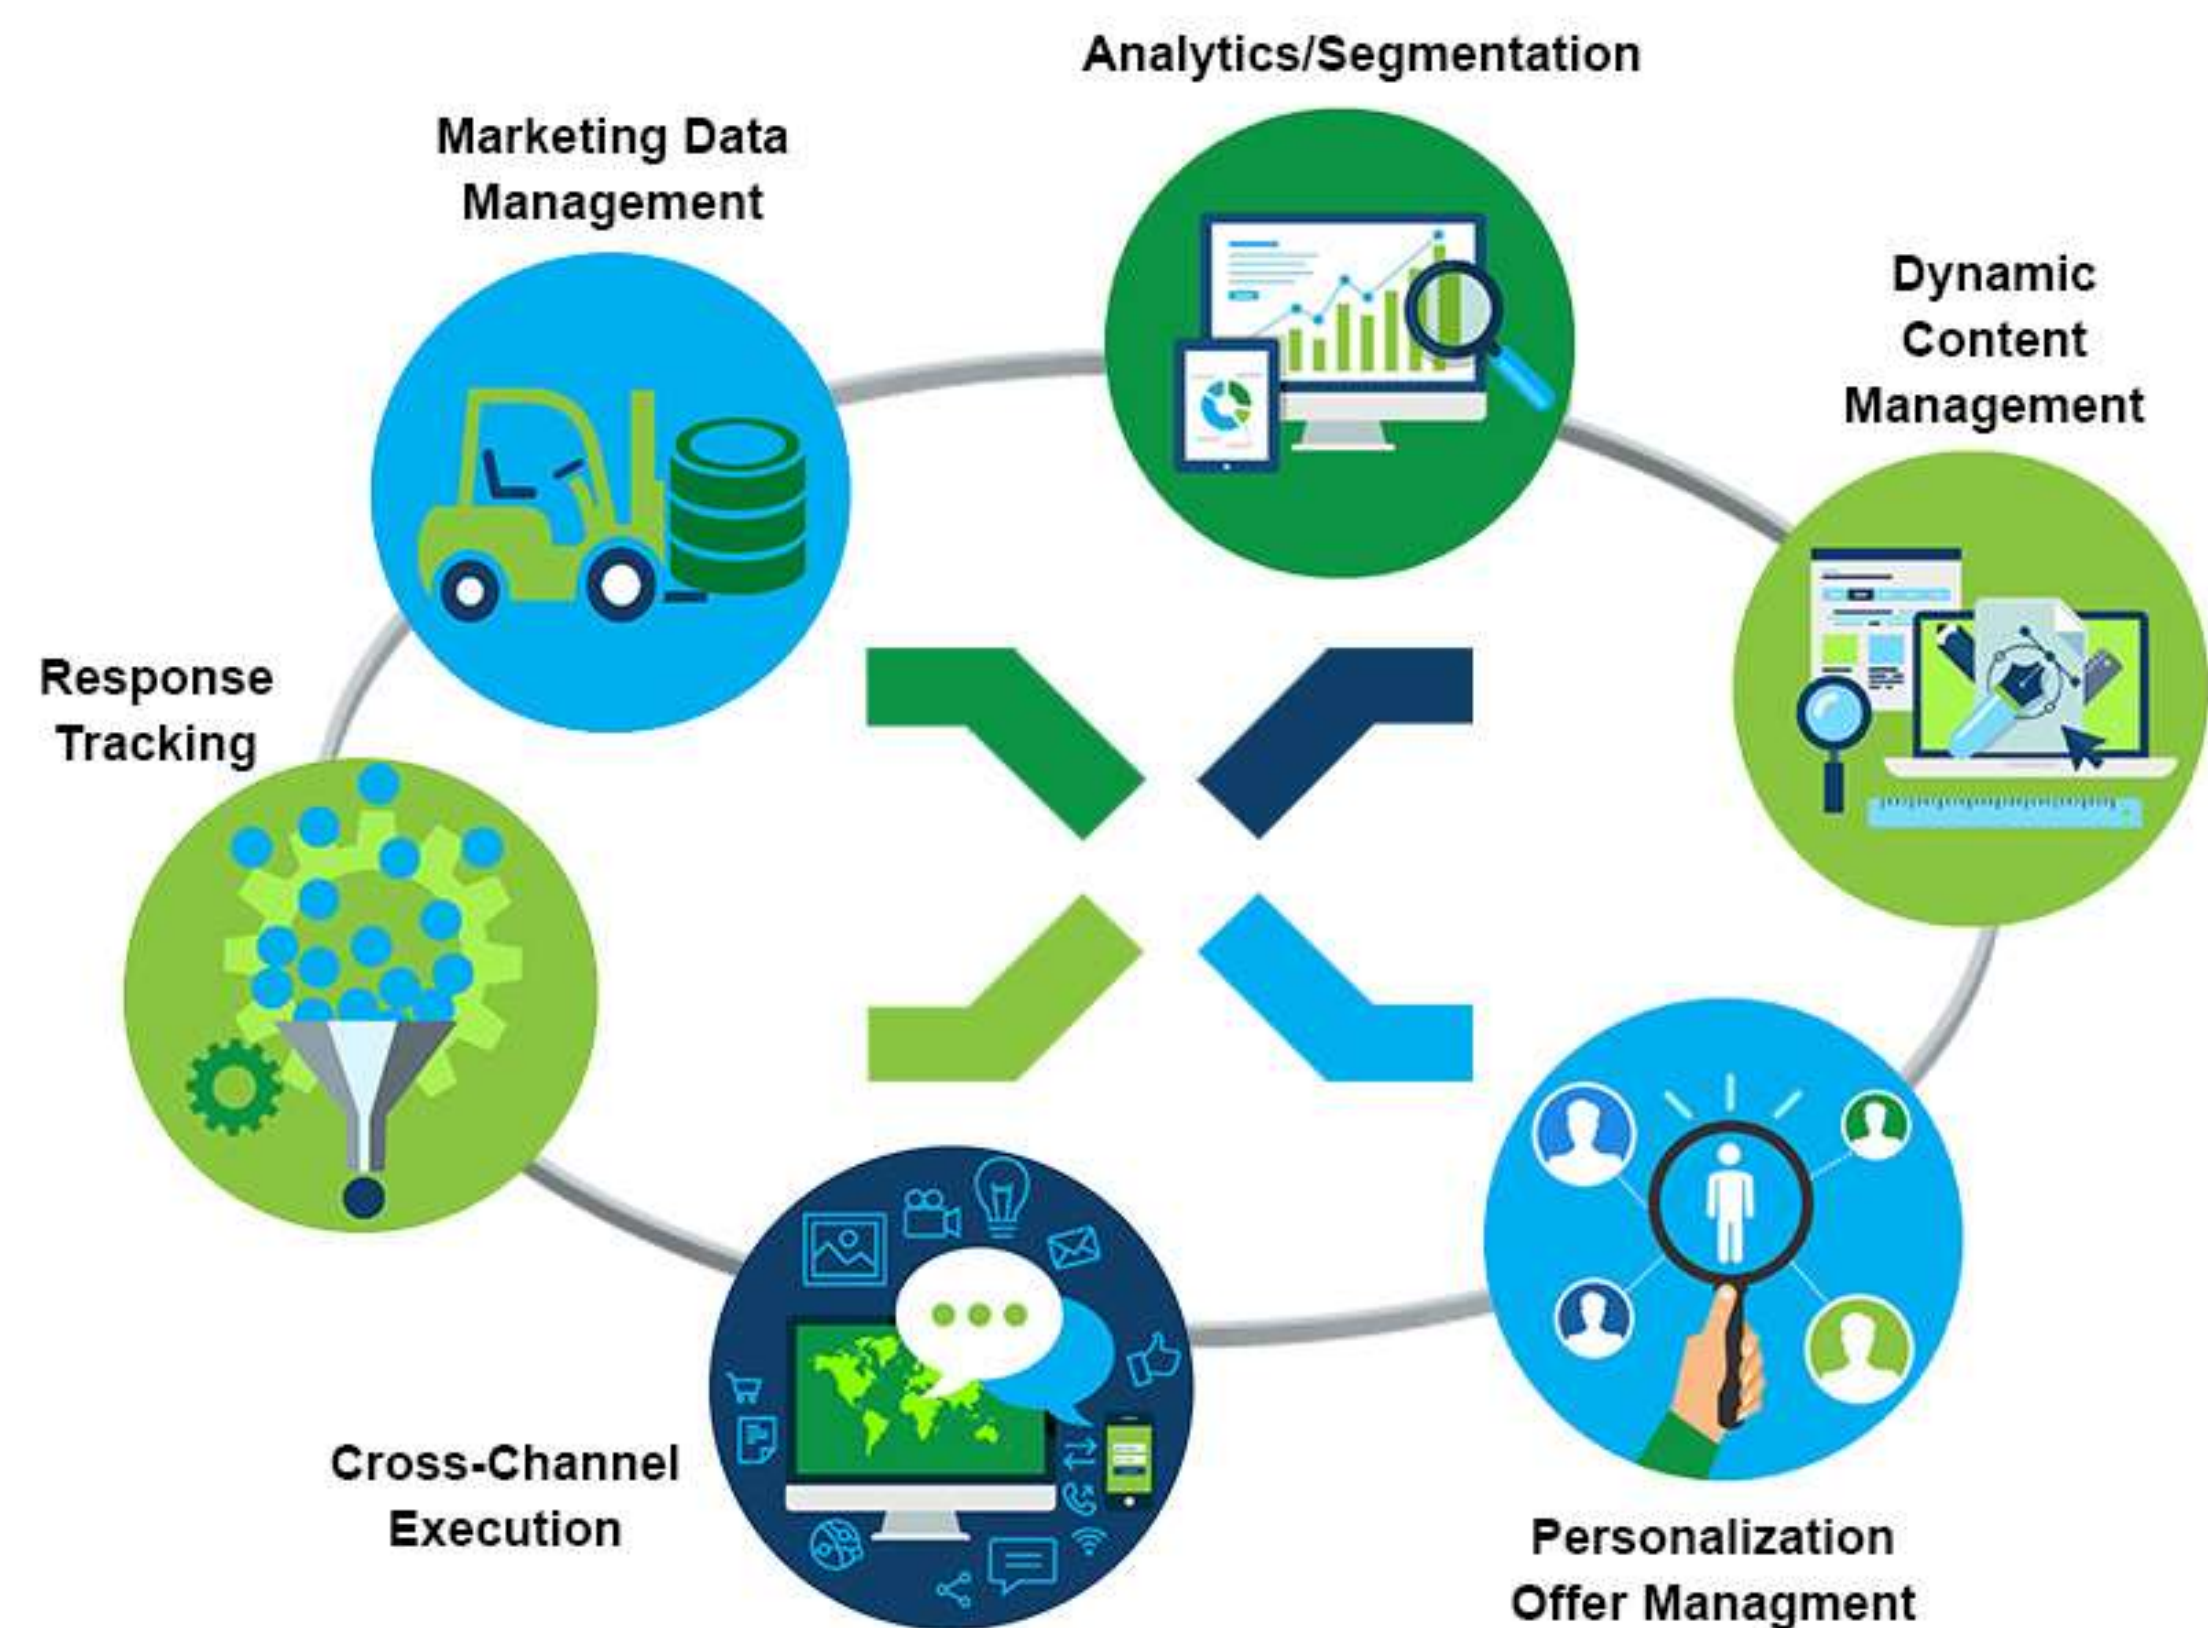 Analytics/Segmentation
Marketing Data
Management
Dynamic
Content
Management
Response
Tracking
Cross-Channel
Execution
Personalization
Offer Managment